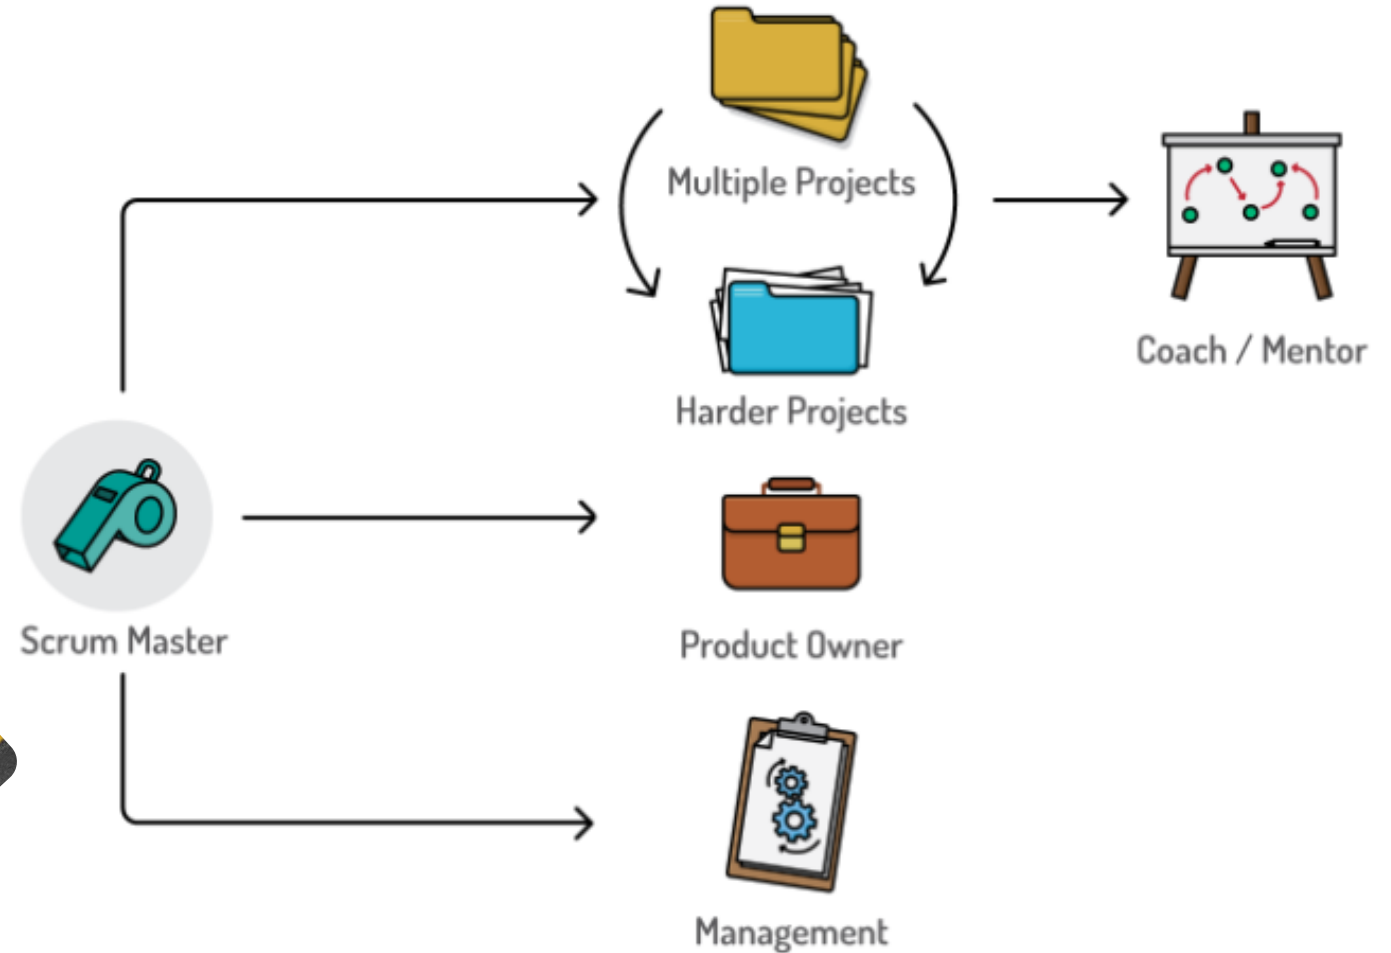 Multiple Projects
Harder Projects
Coach / Mentor
Scrum Master
Product Owner
Management